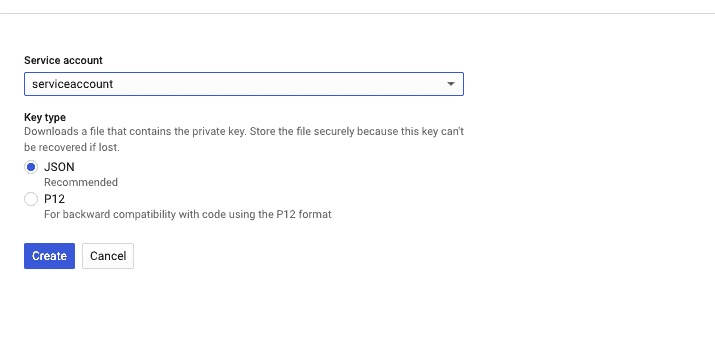 Service account
serviceaccount
Key type
Downloads a file that contains the private key. Store the file securely because this key can't
be recovered if lost.
JSON
Recommended
P12
For backward compatibility with code using the P12 format
Create Cancel